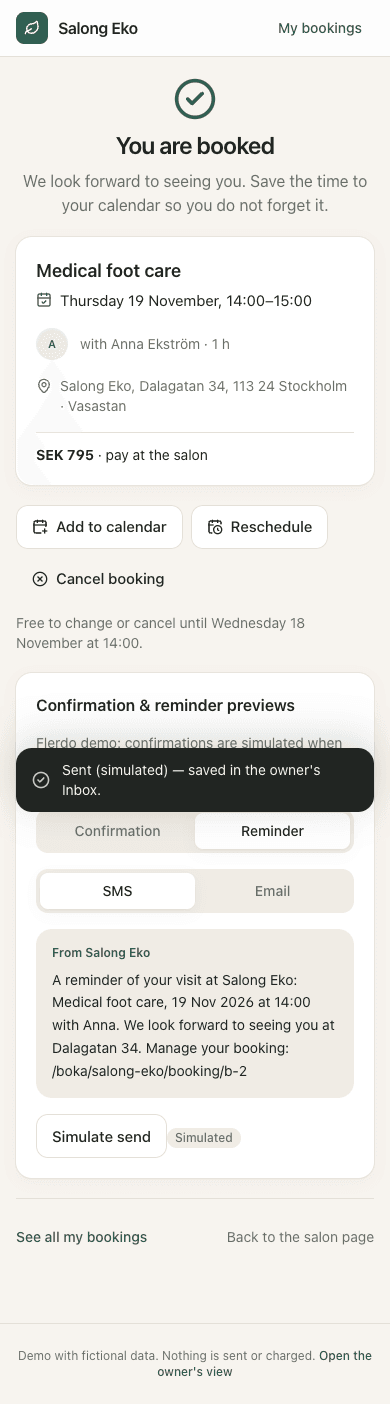 Salong Eko
My bookings
You are booked
We look forward to seeing you. Save the time to
your calendar so you do not forget it.
Medical foot care
Thursday 19 November, 14:00–15:00
A
with Anna Ekström · 1 h
Salong Eko, Dalagatan 34, 113 24 Stockholm
· Vasastan
SEK 795 · pay at the salon
Add to calendar
Reschedule
Cancel booking
Free to change or cancel until Wednesday 18
November at 14:00.
Confirmation & reminder previews
Flerdo demo: confirmations are simulated when
Sent (simulated) — saved in the owner's
Inbox.
Confirmation
Reminder
SMS
Email
From Salong Eko
A reminder of your visit at Salong Eko:
Medical foot care, 19 Nov 2026 at 14:00
with Anna. We look forward to seeing you at
Dalagatan 34. Manage your booking:
/boka/salong-eko/booking/b-2
Simulate send
Simulated
See all my bookings
Back to the salon page
Demo with fictional data. Nothing is sent or charged. Open the
owner's view